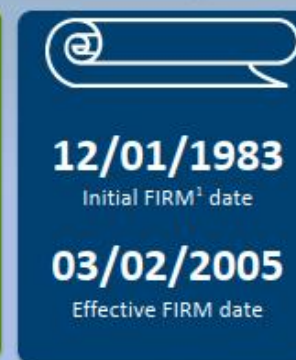 12/01/1983
Initial FIRM¹ date
03/02/2005
Effective FIRM date